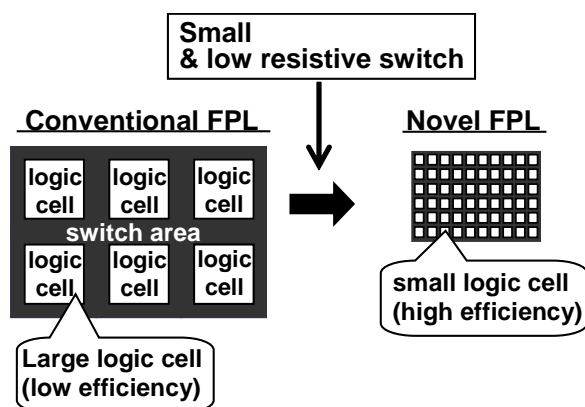 Small
& low resistive switch
Conventional FPL
Novel FPL
logic
cell
logic
cell
logic
cell
switch area
logic
cell
logic
cell
logic
cell
small logic cell
(high efficiency)
Large logic cell
(low efficiency)